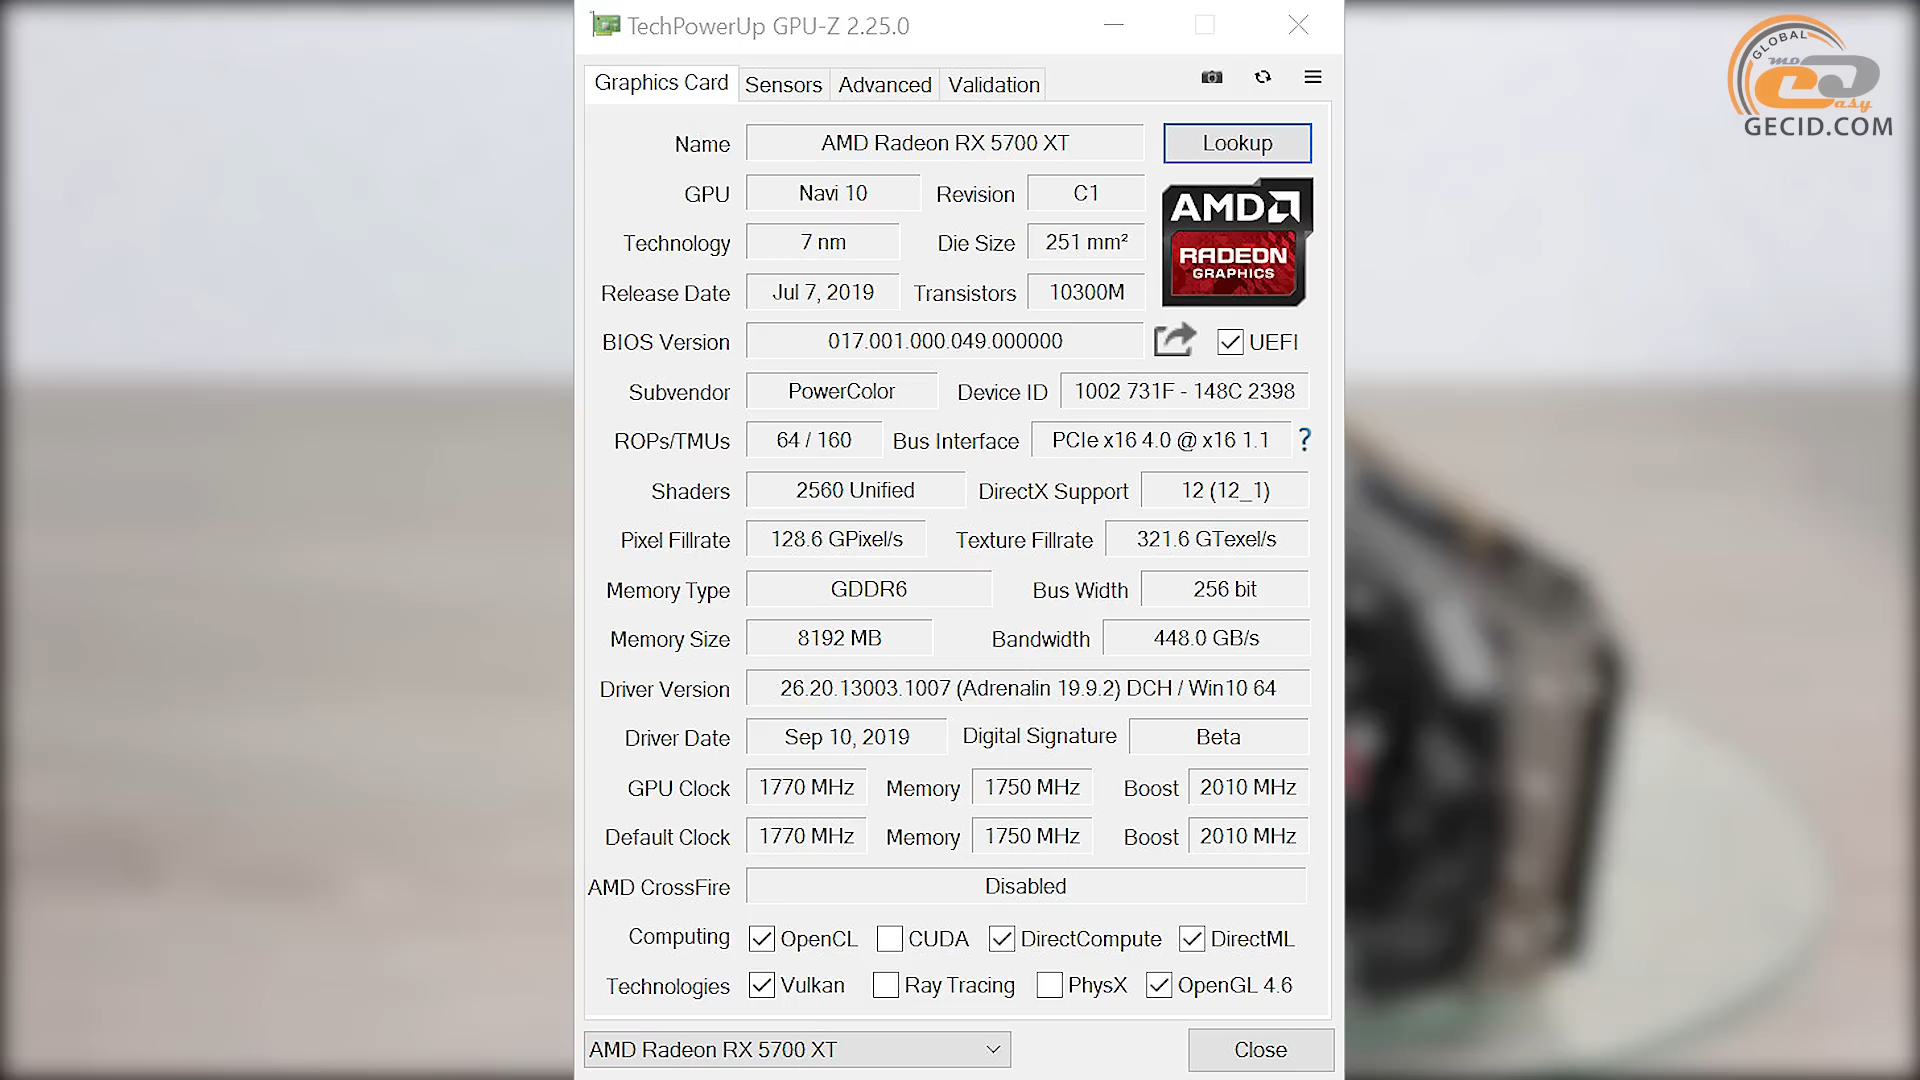 TechPowerUp GPU-Z 2.25.0
GLOBAL
easy
GECID.COM
Graphics Card Sensors Advanced Validation
Name AMD Radeon RX 5700 XT Lookup
GPU Navi 10 Revision C1
AMD
RADEON
GRAPHICS
Technology 7 nm Die Size 251 mm²
Release Date Jul 7, 2019 Transistors 10300M
BIOS Version 017.001.000.049.000000 UEFI
Subvendor PowerColor Device ID 1002 731F - 148C 2398
ROPs/TMUs 64 / 160 Bus Interface PCIe x16 4.0 @ x16 1.1 ?
Shaders 2560 Unified DirectX Support 12 (12_1)
Pixel Fillrate 128.6 GPixel/s Texture Fillrate 321.6 GTexel/s
Memory Type GDDR6 Bus Width 256 bit
Memory Size 8192 MB Bandwidth 448.0 GB/s
Driver Version 26.20.13003.1007 (Adrenalin 19.9.2) DCH / Win10 64
Driver Date Sep 10, 2019 Digital Signature Beta
GPU Clock 1770 MHz Memory 1750 MHz Boost 2010 MHz
Default Clock 1770 MHz Memory 1750 MHz Boost 2010 MHz
AMD CrossFire Disabled
Computing OpenCL CUDA DirectCompute DirectML
Technologies Vulkan Ray Tracing PhysX OpenGL 4.6
AMD Radeon RX 5700 XT Close